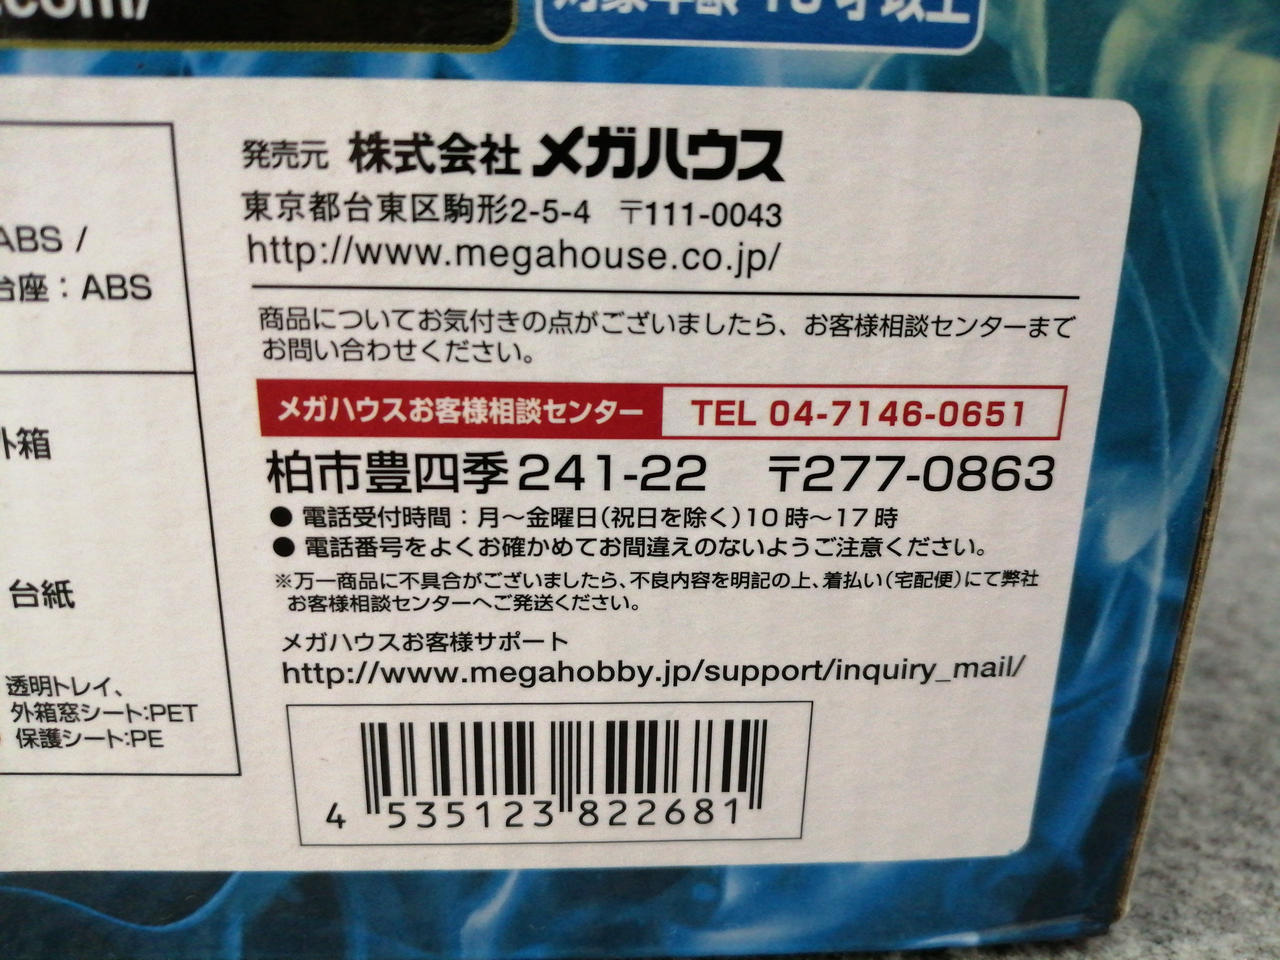 .com/
対象年齢 15才以上
ABS /
台座：ABS
外箱
台紙
透明トレイ、
外箱窓シート:PET
保護シート:PE
発売元 株式会社 メガハウス
東京都台東区駒形2-5-4 〒111-0043
http://www.megahouse.co.jp/
商品についてお気付きの点がございましたら、お客様相談センターまで
お問い合わせください。
メガハウスお客様相談センター TEL 04-7146-0651
柏市豊四季241-22 〒277-0863
●電話受付時間：月～金曜日(祝日を除く)10時～17時
●電話番号をよくお確かめてお間違えのないようご注意ください。
※万一商品に不具合がございましたら、不良内容を明記の上、着払い(宅配便)にて弊社
お客様相談センターへご発送ください。
メガハウスお客様サポート
http://www.megahobby.jp/support/inquiry_mail/
4 535123 822681